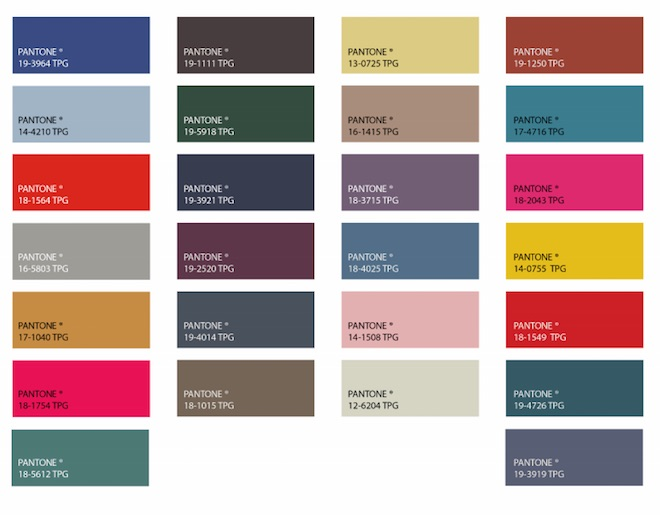 PANTONE ®
19-3964 TPG
PANTONE ®
19-1111 TPG
PANTONE ®
13-0725 TPG
PANTONE ®
19-1250 TPG
PANTONE ®
14-4210 TPG
PANTONE ®
19-5918 TPG
PANTONE ®
16-1415 TPG
PANTONE ®
17-4716 TPG
PANTONE ®
18-1564 TPG
PANTONE ®
19-3921 TPG
PANTONE ®
18-3715 TPG
PANTONE ®
18-2043 TPG
PANTONE ®
16-5803 TPG
PANTONE ®
19-2520 TPG
PANTONE ®
18-4025 TPG
PANTONE ®
14-0755 TPG
PANTONE ®
17-1040 TPG
PANTONE ®
19-4014 TPG
PANTONE ®
14-1508 TPG
PANTONE ®
18-1549 TPG
PANTONE ®
18-1754 TPG
PANTONE ®
18-1015 TPG
PANTONE ®
12-6204 TPG
PANTONE ®
19-4726 TPG
PANTONE ®
18-5612 TPG
PANTONE ®
19-3919 TPG